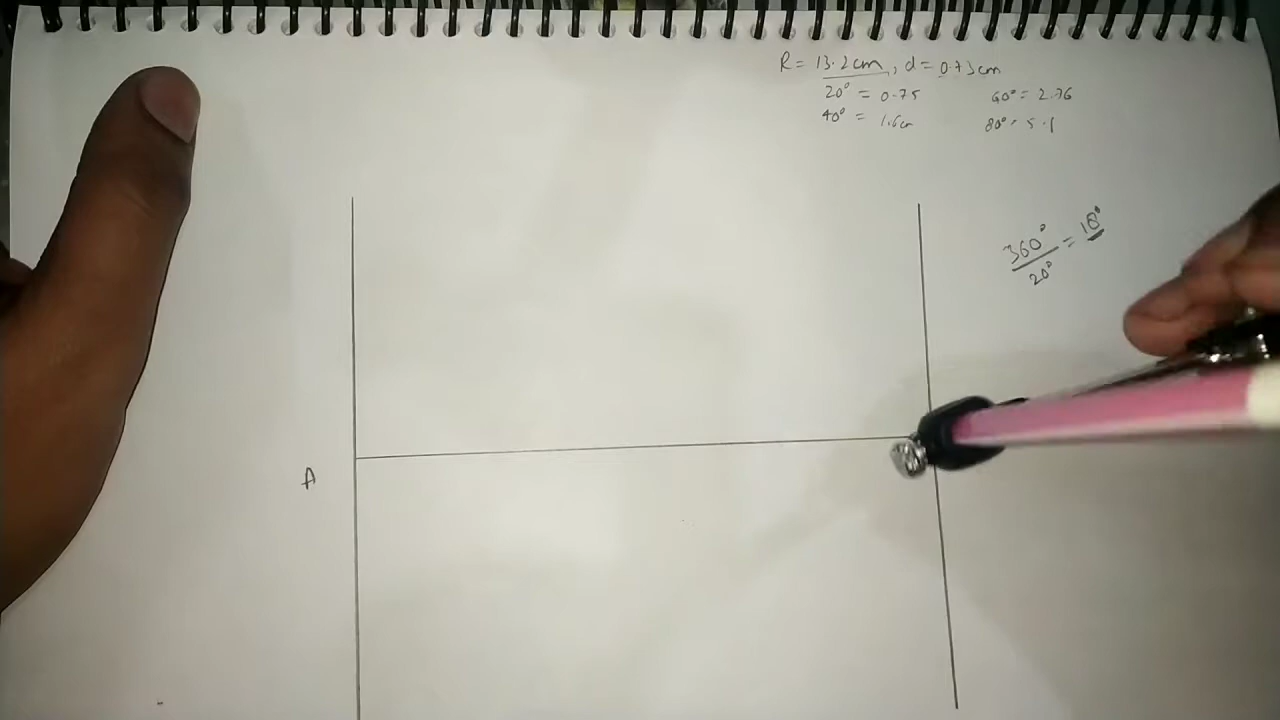 R = 13.2cm, d = 0.73cm
20° = 0.75 60° = 2.76
40° = 1.6cm 80° = 5.1
360° / 20° = 18°
A